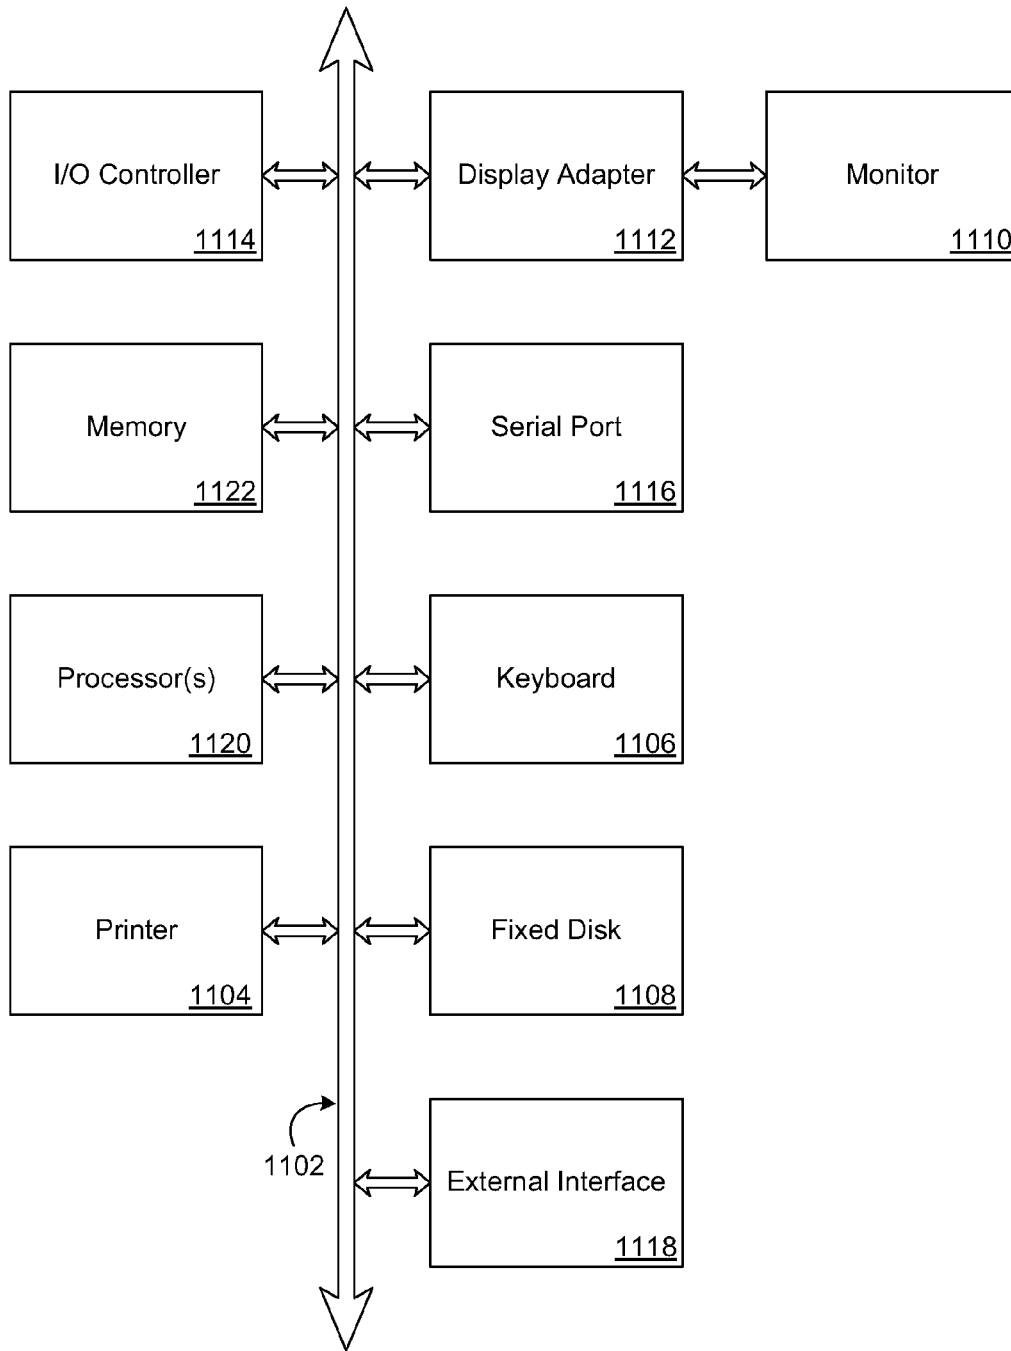 I/O Controller
1114
Display Adapter
1112
Monitor
1110
Memory
1122
Serial Port
1116
Processor(s)
1120
Keyboard
1106
Printer
1104
Fixed Disk
1108
1102
External Interface
1118